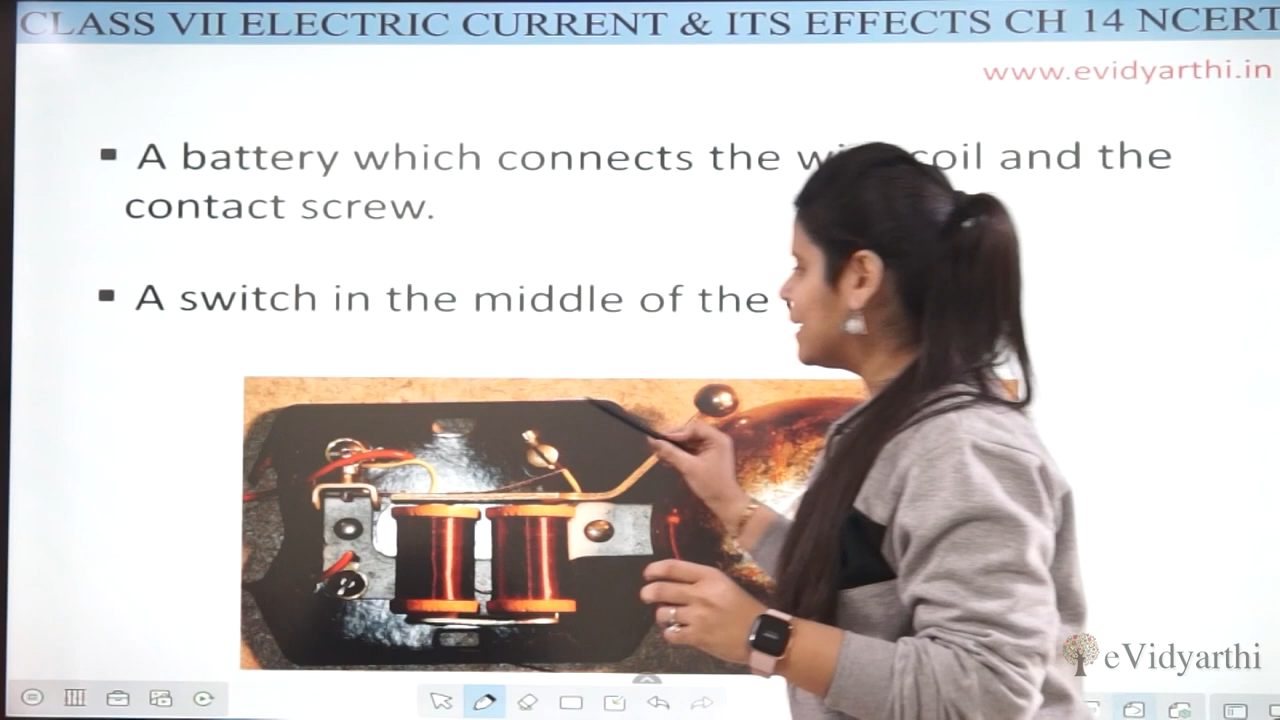 CLASS VII ELECTRIC CURRENT & ITS EFFECTS CH 14 NCERT
www.evidyarthi.in
▪ A battery which connects the coil and the
contact screw.
▪ A switch in the middle of the
eVidyarthi